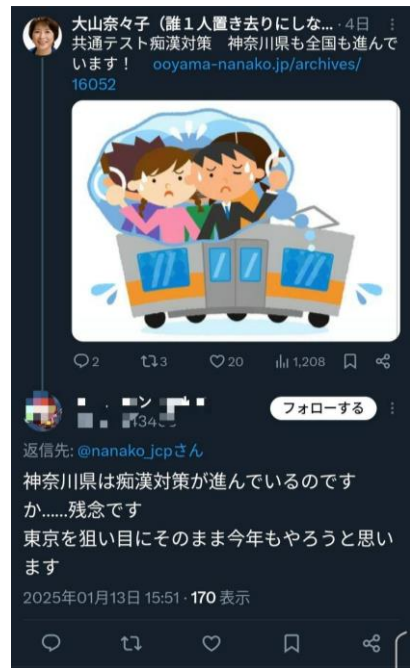 大山奈々子（誰１人置き去りにしな... · 4日
共通テスト痴漢対策　神奈川県も全国も進んで
います！　ooyama-nanako.jp/archives/
16052
2
3
20
1,208
フォローする
返信先: @nanako_jcpさん
神奈川県は痴漢対策が進んでいるのです
か......残念です
東京を狙い目にそのまま今年もやろうと思い
ます
2025年01月13日 15:51 · 170 表示